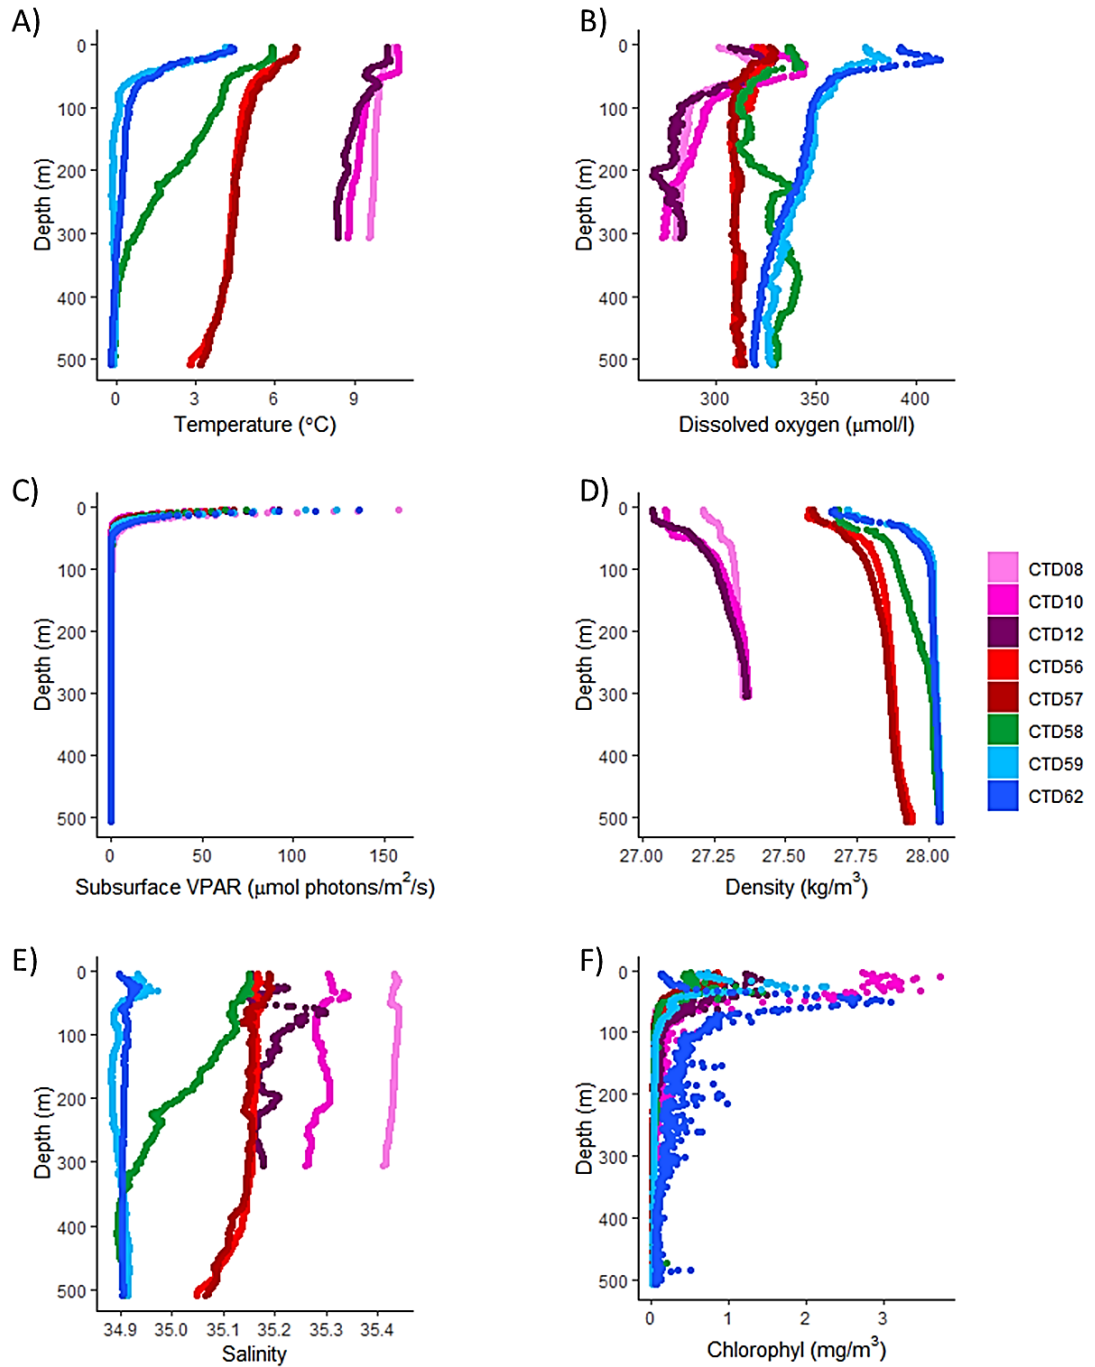 A)
0
100
200
300
400
500
Depth (m)
0 3 6 9
Temperature (°C)
B)
0
100
200
300
400
500
Depth (m)
300 350 400
Dissolved oxygen (μmol/l)
C)
0
100
200
300
400
500
Depth (m)
0 50 100 150
Subsurface VPAR (μmol photons/m²/s)
D)
0
100
200
300
400
500
Depth (m)
27.00 27.25 27.50 27.75 28.00
Density (kg/m³)
CTD08
CTD10
CTD12
CTD56
CTD57
CTD58
CTD59
CTD62
E)
0
100
200
300
400
500
Depth (m)
34.9 35.0 35.1 35.2 35.3 35.4
Salinity
F)
0
100
200
300
400
500
Depth (m)
0 1 2 3
Chlorophyl (mg/m³)